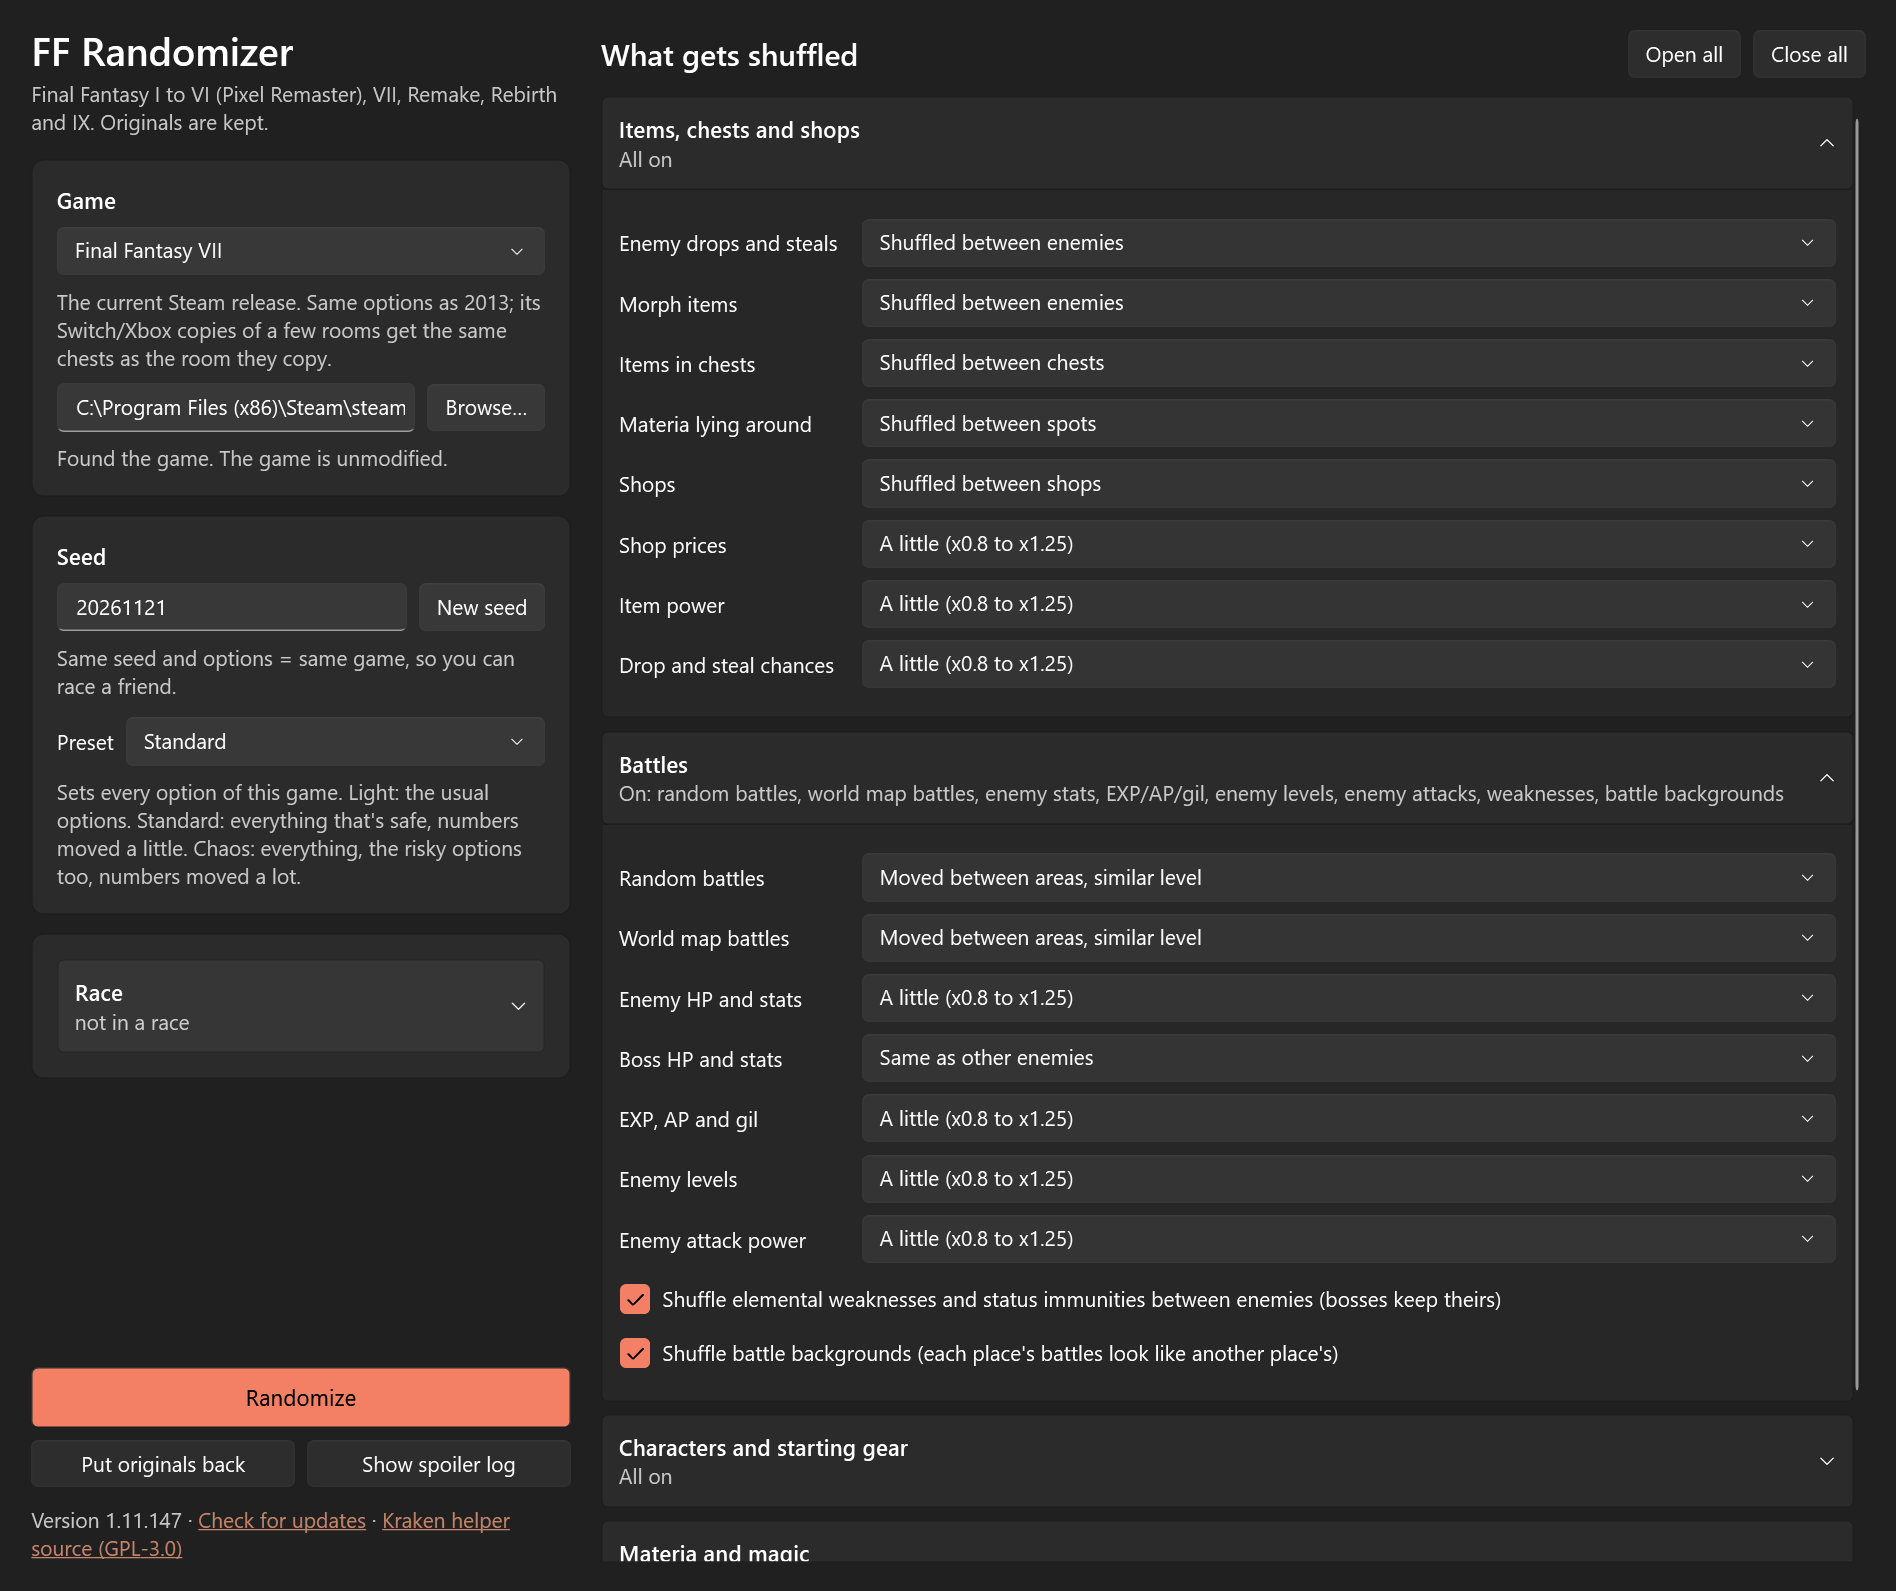 FF Randomizer
Final Fantasy I to VI (Pixel Remaster), VII, Remake, Rebirth
and IX. Originals are kept.
Game
Final Fantasy VII
The current Steam release. Same options as 2013; its
Switch/Xbox copies of a few rooms get the same
chests as the room they copy.
C:\Program Files (x86)\Steam\steam
Browse...
Found the game. The game is unmodified.
Seed
20261121
New seed
Same seed and options = same game, so you can
race a friend.
Preset
Standard
Sets every option of this game. Light: the usual
options. Standard: everything that's safe, numbers
moved a little. Chaos: everything, the risky options
too, numbers moved a lot.
Race
not in a race
Randomize
Put originals back
Show spoiler log
Version 1.11.147 · Check for updates · Kraken helper
source (GPL-3.0)
What gets shuffled
Open all
Close all
Items, chests and shops
All on
Enemy drops and steals
Shuffled between enemies
Morph items
Shuffled between enemies
Items in chests
Shuffled between chests
Materia lying around
Shuffled between spots
Shops
Shuffled between shops
Shop prices
A little (x0.8 to x1.25)
Item power
A little (x0.8 to x1.25)
Drop and steal chances
A little (x0.8 to x1.25)
Battles
On: random battles, world map battles, enemy stats, EXP/AP/gil, enemy levels, enemy attacks, weaknesses, battle backgrounds
Random battles
Moved between areas, similar level
World map battles
Moved between areas, similar level
Enemy HP and stats
A little (x0.8 to x1.25)
Boss HP and stats
Same as other enemies
EXP, AP and gil
A little (x0.8 to x1.25)
Enemy levels
A little (x0.8 to x1.25)
Enemy attack power
A little (x0.8 to x1.25)
Shuffle elemental weaknesses and status immunities between enemies (bosses keep theirs)
Shuffle battle backgrounds (each place's battles look like another place's)
Characters and starting gear
All on
Materia and magic